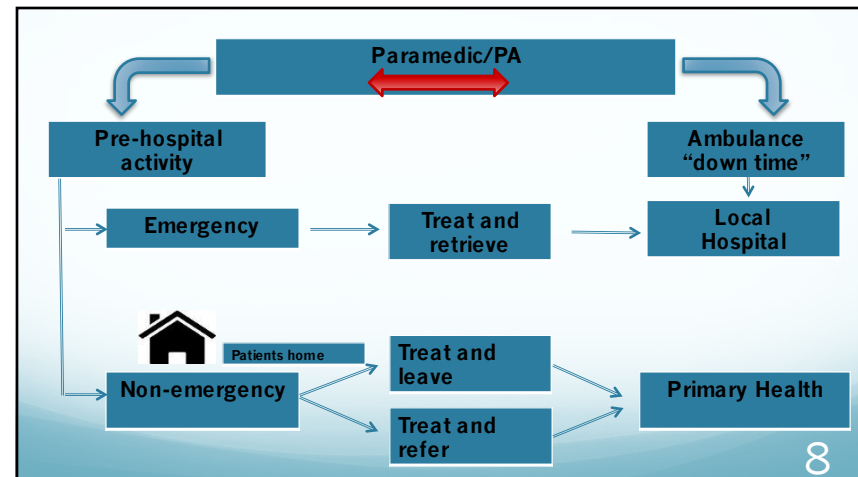 Paramedic/PA
Pre-hospital
activity
Ambulance
“down time”
Emergency
Treat and
retrieve
Local
Hospital
Patients home
Non-emergency
Treat and
leave
Treat and
refer
Primary Health
8